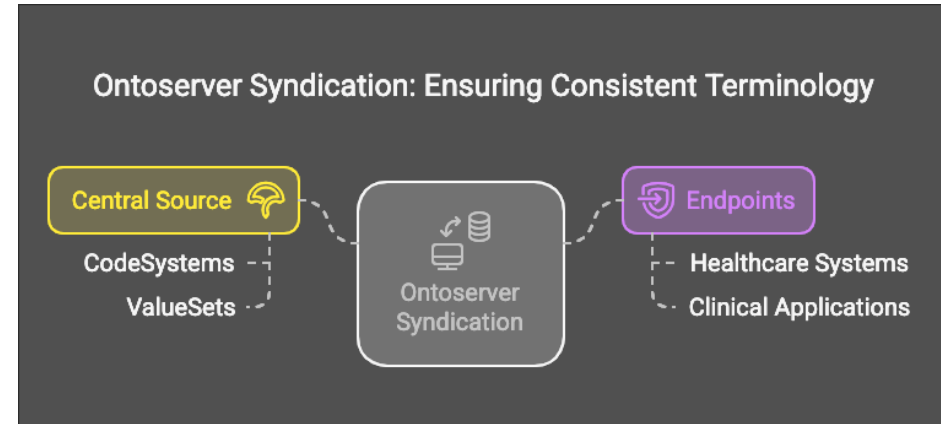 Ontoserver Syndication: Ensuring Consistent Terminology
Central Source
CodeSystems
ValueSets
Ontoserver
Syndication
Endpoints
Healthcare Systems
Clinical Applications